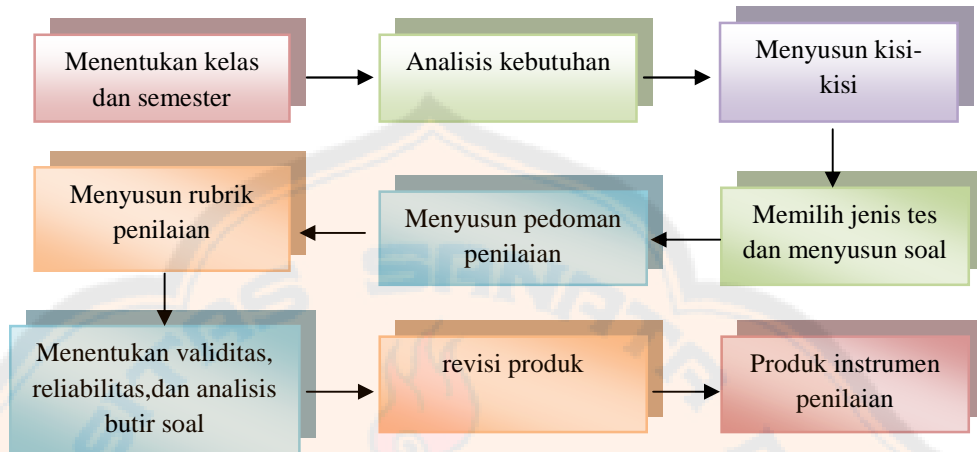 Menentukan kelas
dan semester
Analisis kebutuhan
Menyusun kisi-
kisi
Memilih jenis tes
dan menyusun soal
Menyusun pedoman
penilaian
Menyusun rubrik
penilaian
Menentukan validitas,
reliabilitas,dan analisis
butir soal
revisi produk
Produk instrumen
penilaian
SANATA